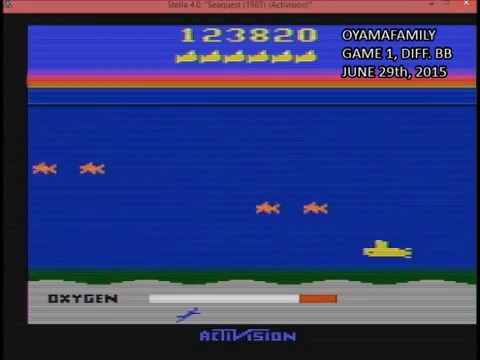 Stella 4.0: "Seaquest (1983) (Activision)"
123820
OYAMAFAMILY
GAME 1, DIFF. BB
JUNE 29th, 2015
OXYGEN
ACTIVISION